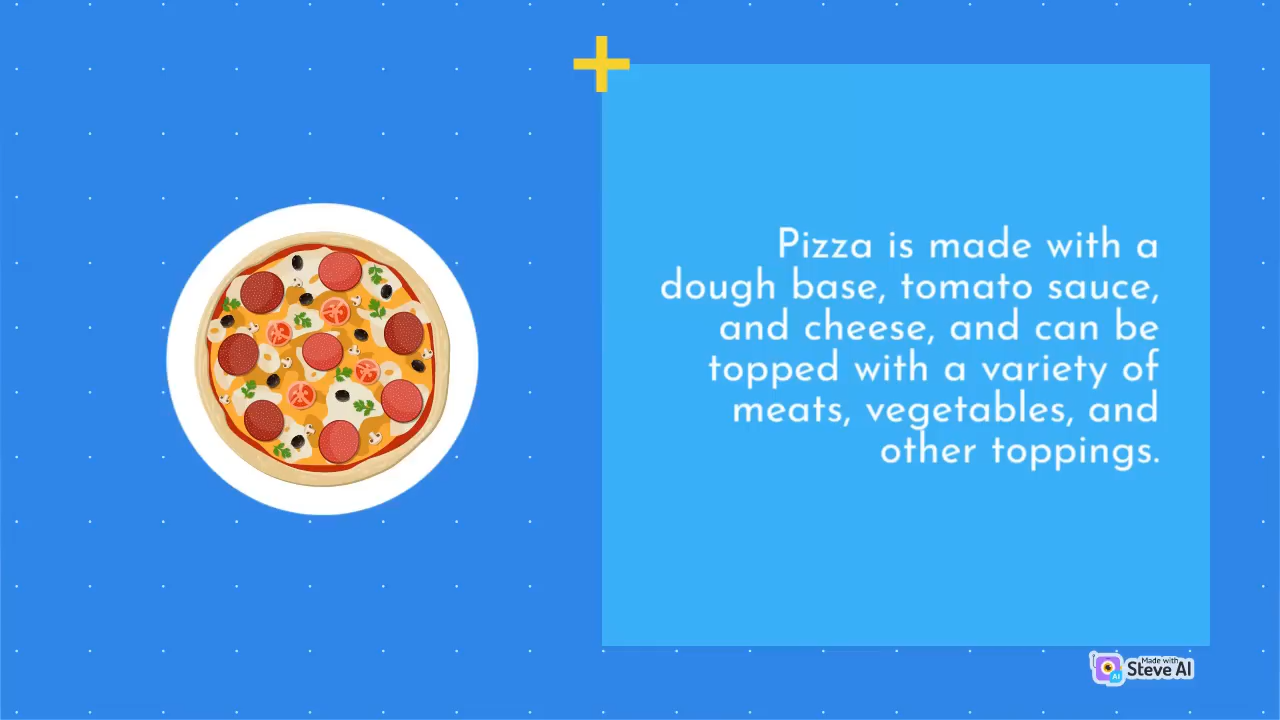 Pizza is made with a
dough base, tomato sauce,
and cheese, and can be
topped with a variety of
meats, vegetables, and
other toppings.
Made with
Steve AI
AI